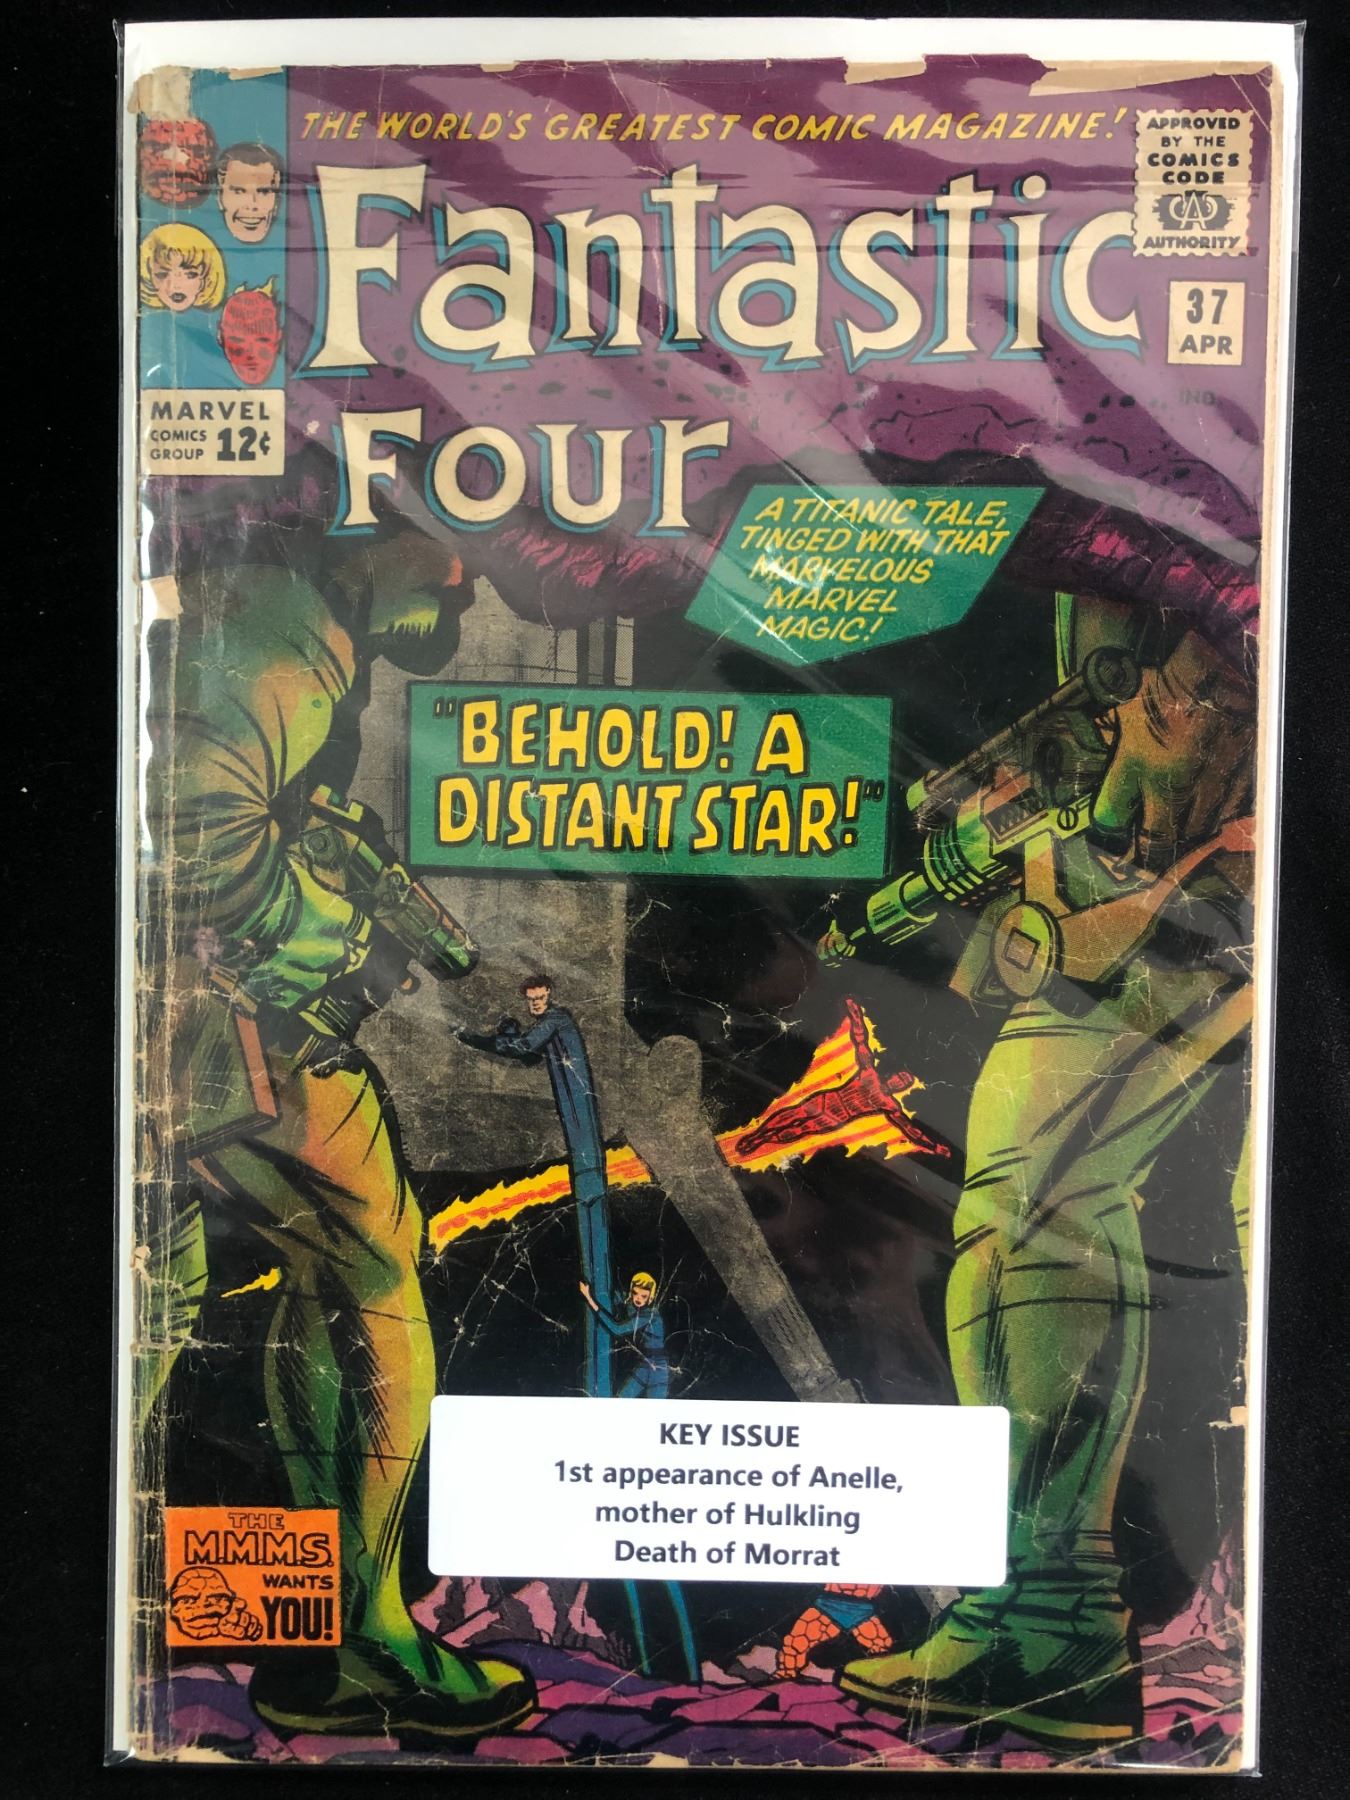 THE WORLD'S GREATEST COMIC MAGAZINE!
APPROVED
BY THE
COMICS
CODE
CA
AUTHORITY
Fantastic
Four
37
APR
IND.
MARVEL
COMICS
GROUP 12¢
A TITANIC TALE,
TINGED WITH THAT
MARVELOUS
MARVEL
MAGIC!
"BEHOLD! A
DISTANT STAR!"
KEY ISSUE
1st appearance of Anelle,
mother of Hulkling
Death of Morrat
THE
M.M.M.S.
WANTS
YOU!